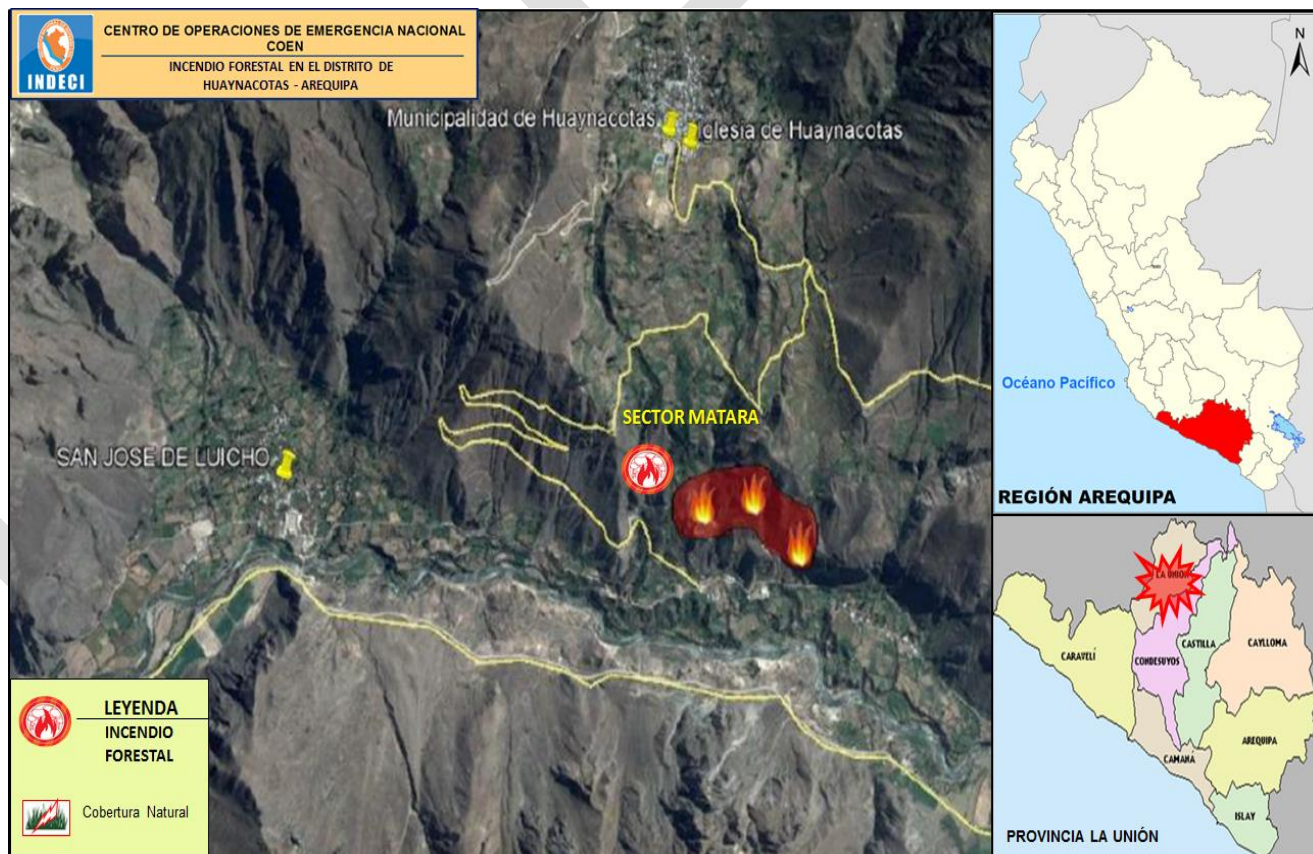 CENTRO DE OPERACIONES DE EMERGENCIA NACIONAL
COEN
INCENDIO FORESTAL EN EL DISTRITO DE
HUAYNACOTAS - AREQUIPA
INDECI
Municipalidad de Huaynacotas
Iglesia de Huaynacotas
SECTOR MATARA
SAN JOSE DE LUICHO
LEYENDA
INCENDIO
FORESTAL
Cobertura Natural
N
Océano Pacífico
REGIÓN AREQUIPA
LA UNION
CARAVELÍ
CONDESUYOS
CASTILLA
CAYLLOMA
AREQUIPA
CAMANÁ
ISLAY
PROVINCIA LA UNIÓN